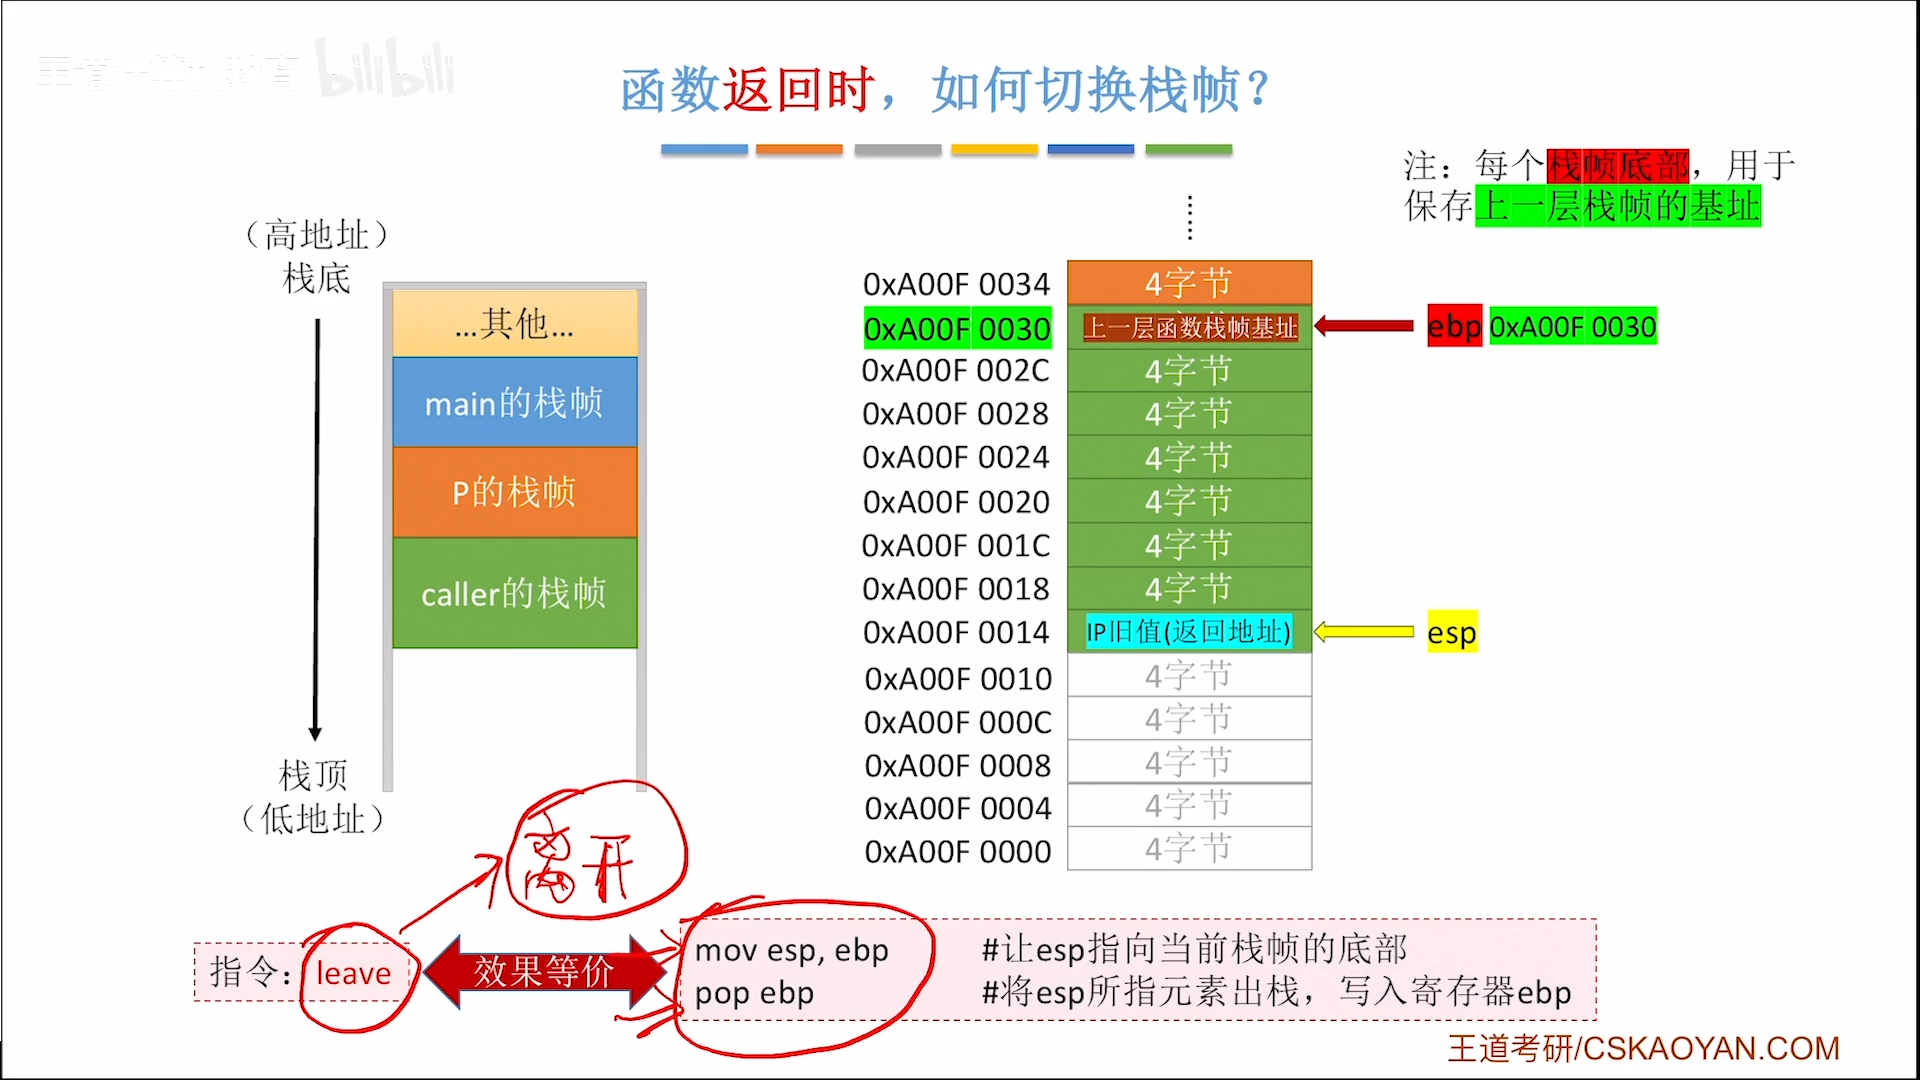 bilibili
函数返回时，如何切换栈帧？
注：每个栈帧底部，用于
保存上一层栈帧的基址
（高地址）
栈底
…其他…
main的栈帧
P的栈帧
caller的栈帧
栈顶
（低地址）
0xA00F 0034 4字节
0xA00F 0030 上一层函数栈帧基址 ebp 0xA00F 0030
0xA00F 002C 4字节
0xA00F 0028 4字节
0xA00F 0024 4字节
0xA00F 0020 4字节
0xA00F 001C 4字节
0xA00F 0018 4字节
0xA00F 0014 IP旧值(返回地址) esp
0xA00F 0010 4字节
0xA00F 000C 4字节
0xA00F 0008 4字节
0xA00F 0004 4字节
0xA00F 0000 4字节
离开
指令：leave
效果等价
mov esp, ebp #让esp指向当前栈帧的底部
pop ebp #将esp所指元素出栈，写入寄存器ebp
王道考研/CSKAOYAN.COM